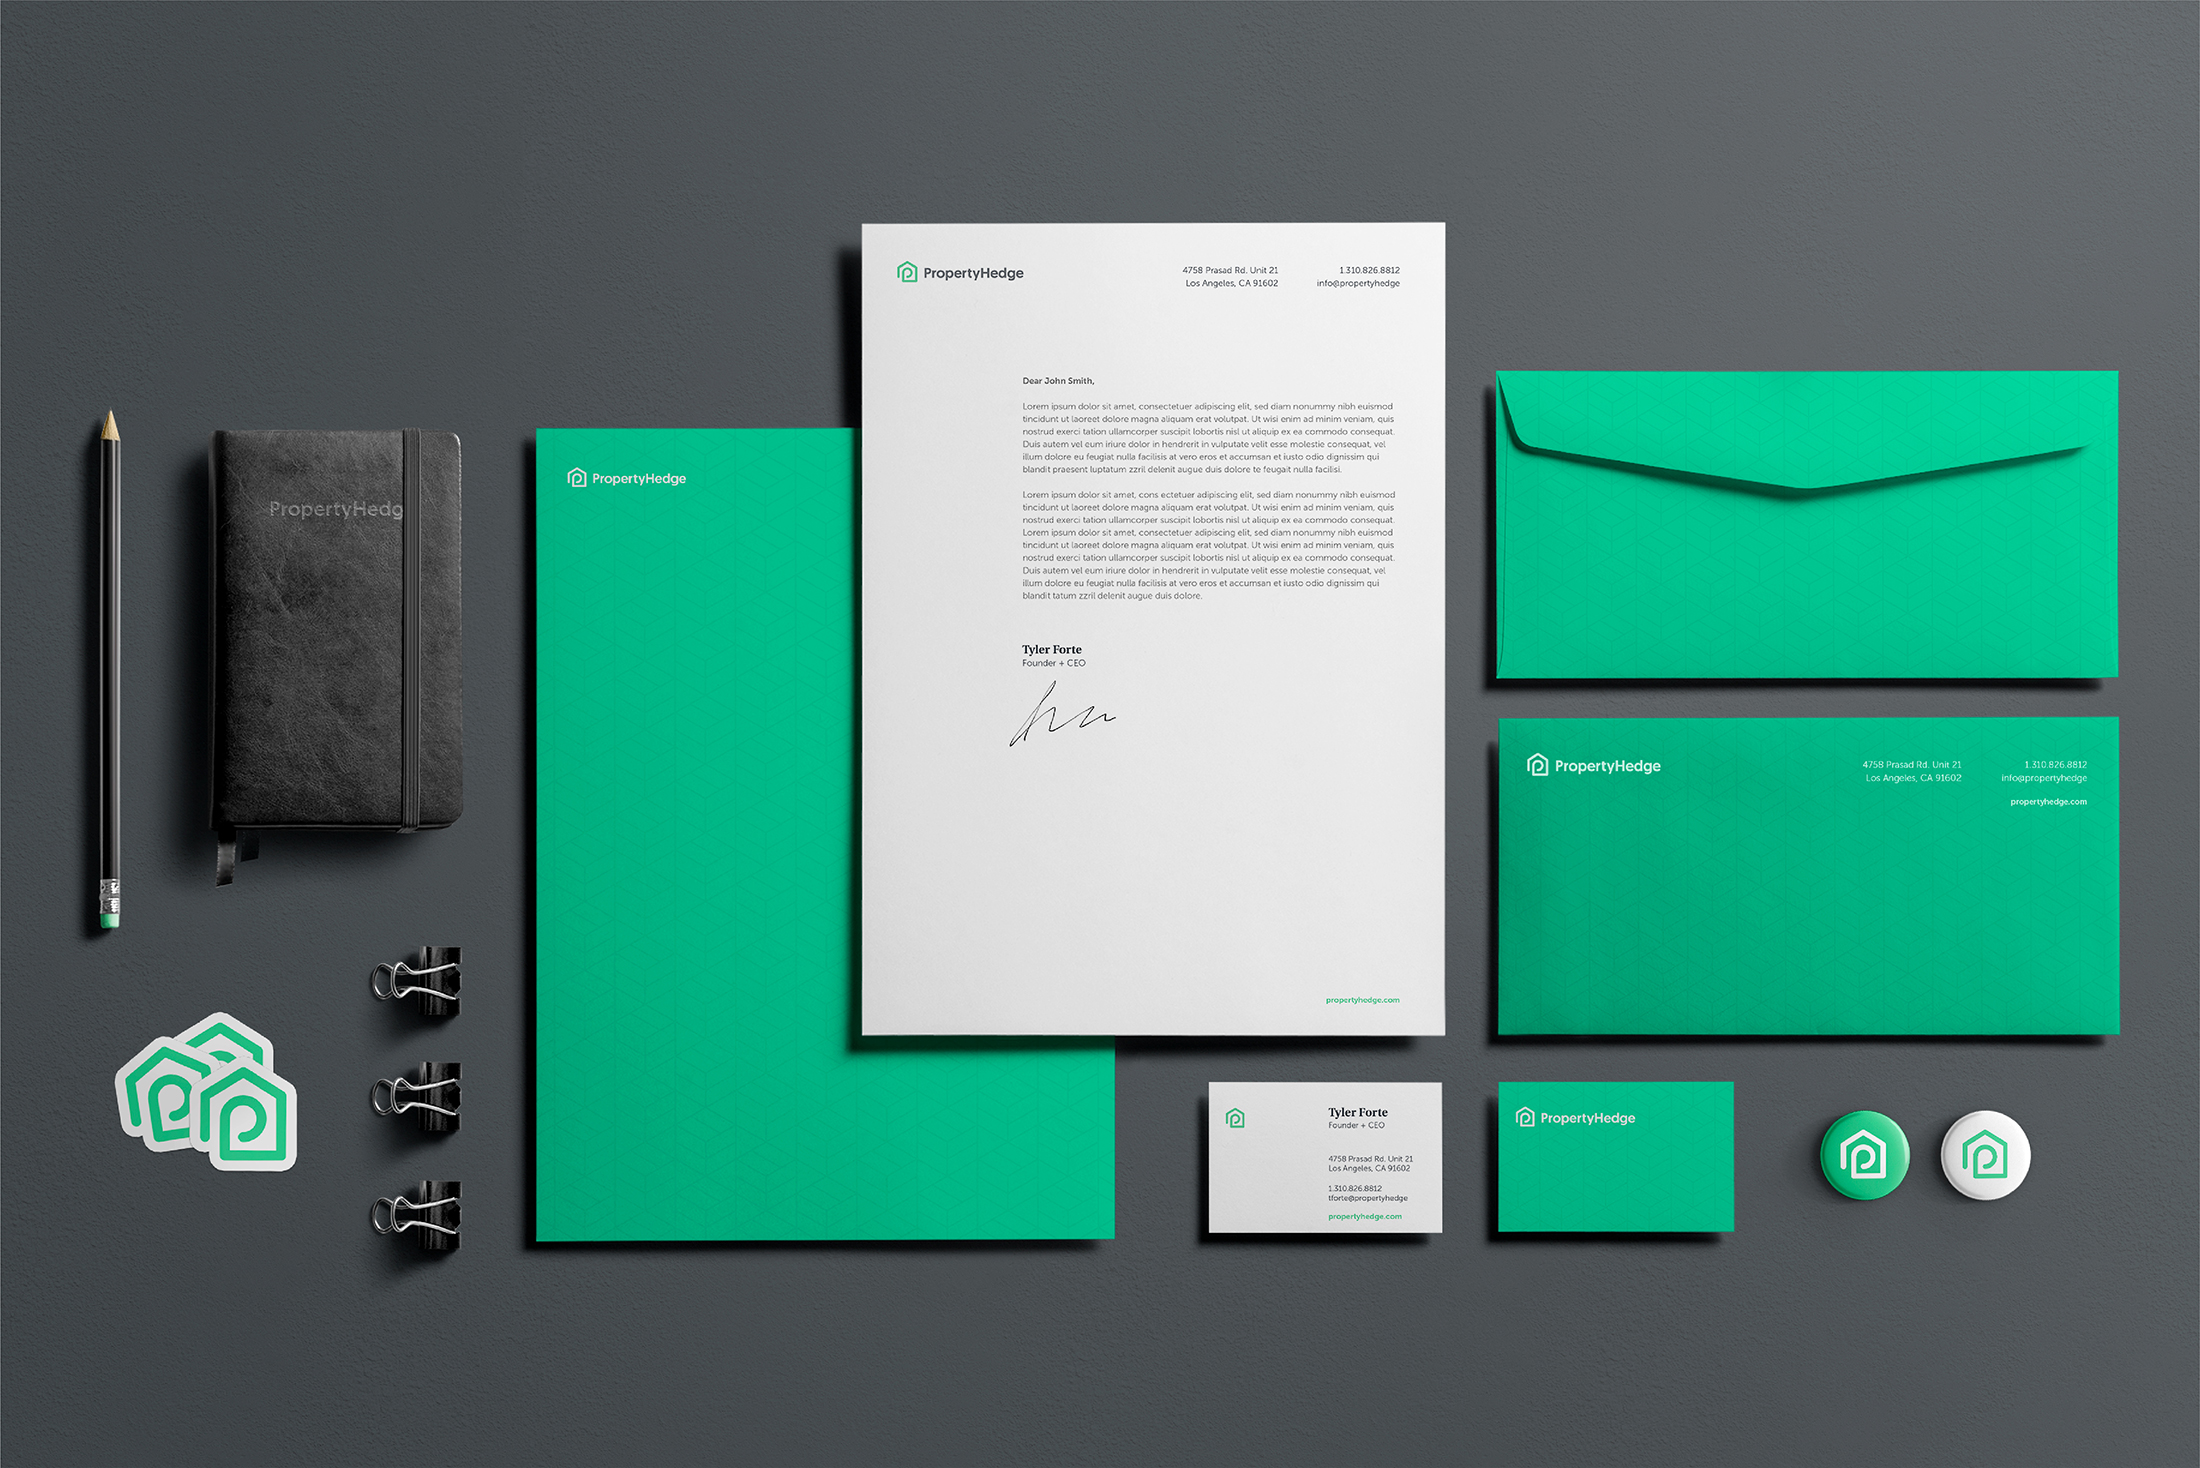 PropertyHedg
PropertyHedge
PropertyHedge
4758 Prasad Rd. Unit 21
Los Angeles, CA 91602
1.310.826.8812
info@propertyhedge
Dear John Smith,
Lorem ipsum dolor sit amet, consectetuer adipiscing elit, sed diam nonummy nibh euismod
tincidunt ut laoreet dolore magna aliquam erat volutpat. Ut wisi enim ad minim veniam, quis
nostrud exerci tation ullamcorper suscipit lobortis nisl ut aliquip ex ea commodo consequat.
Duis autem vel eum iriure dolor in hendrerit in vulputate velit esse molestie consequat, vel
illum dolore eu feugiat nulla facilisis at vero eros et accumsan et iusto odio dignissim qui
blandit praesent luptatum zzril delenit augue duis dolore te feugait nulla facilisi.
Lorem ipsum dolor sit amet, cons ectetuer adipiscing elit, sed diam nonummy nibh euismod
tincidunt ut laoreet dolore magna aliquam erat volutpat. Ut wisi enim ad minim veniam, quis
nostrud exerci tation ullamcorper suscipit lobortis nisl ut aliquip ex ea commodo consequat.
Lorem ipsum dolor sit amet, consectetuer adipiscing elit, sed diam nonummy nibh euismod
tincidunt ut laoreet dolore magna aliquam erat volutpat. Ut wisi enim ad minim veniam, quis
nostrud exerci tation ullamcorper suscipit lobortis nisl ut aliquip ex ea commodo consequat.
Duis autem vel eum iriure dolor in hendrerit in vulputate velit esse molestie consequat, vel
illum dolore eu feugiat nulla facilisis at vero eros et accumsan et iusto odio dignissim qui
blandit tatum zzril delenit augue duis dolore.
Tyler Forte
Founder + CEO
propertyhedge.com
PropertyHedge
4758 Prasad Rd. Unit 21
Los Angeles, CA 91602
1.310.826.8812
info@propertyhedge
propertyhedge.com
Tyler Forte
Founder + CEO
4758 Prasad Rd. Unit 21
Los Angeles, CA 91602
1.310.826.8812
tforte@propertyhedge
propertyhedge.com
PropertyHedge